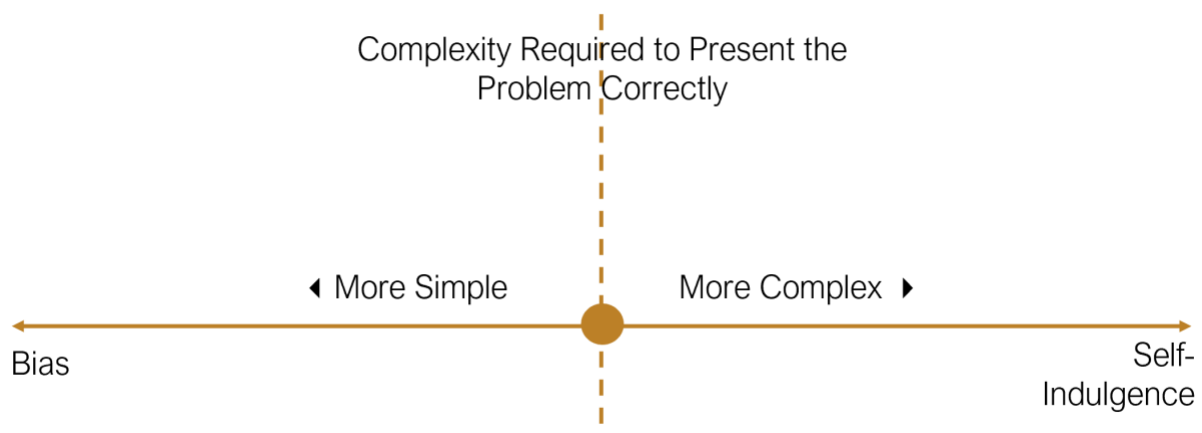 Complexity Required to Present the
Problem Correctly
More Simple
More Complex
Bias
Self-
Indulgence